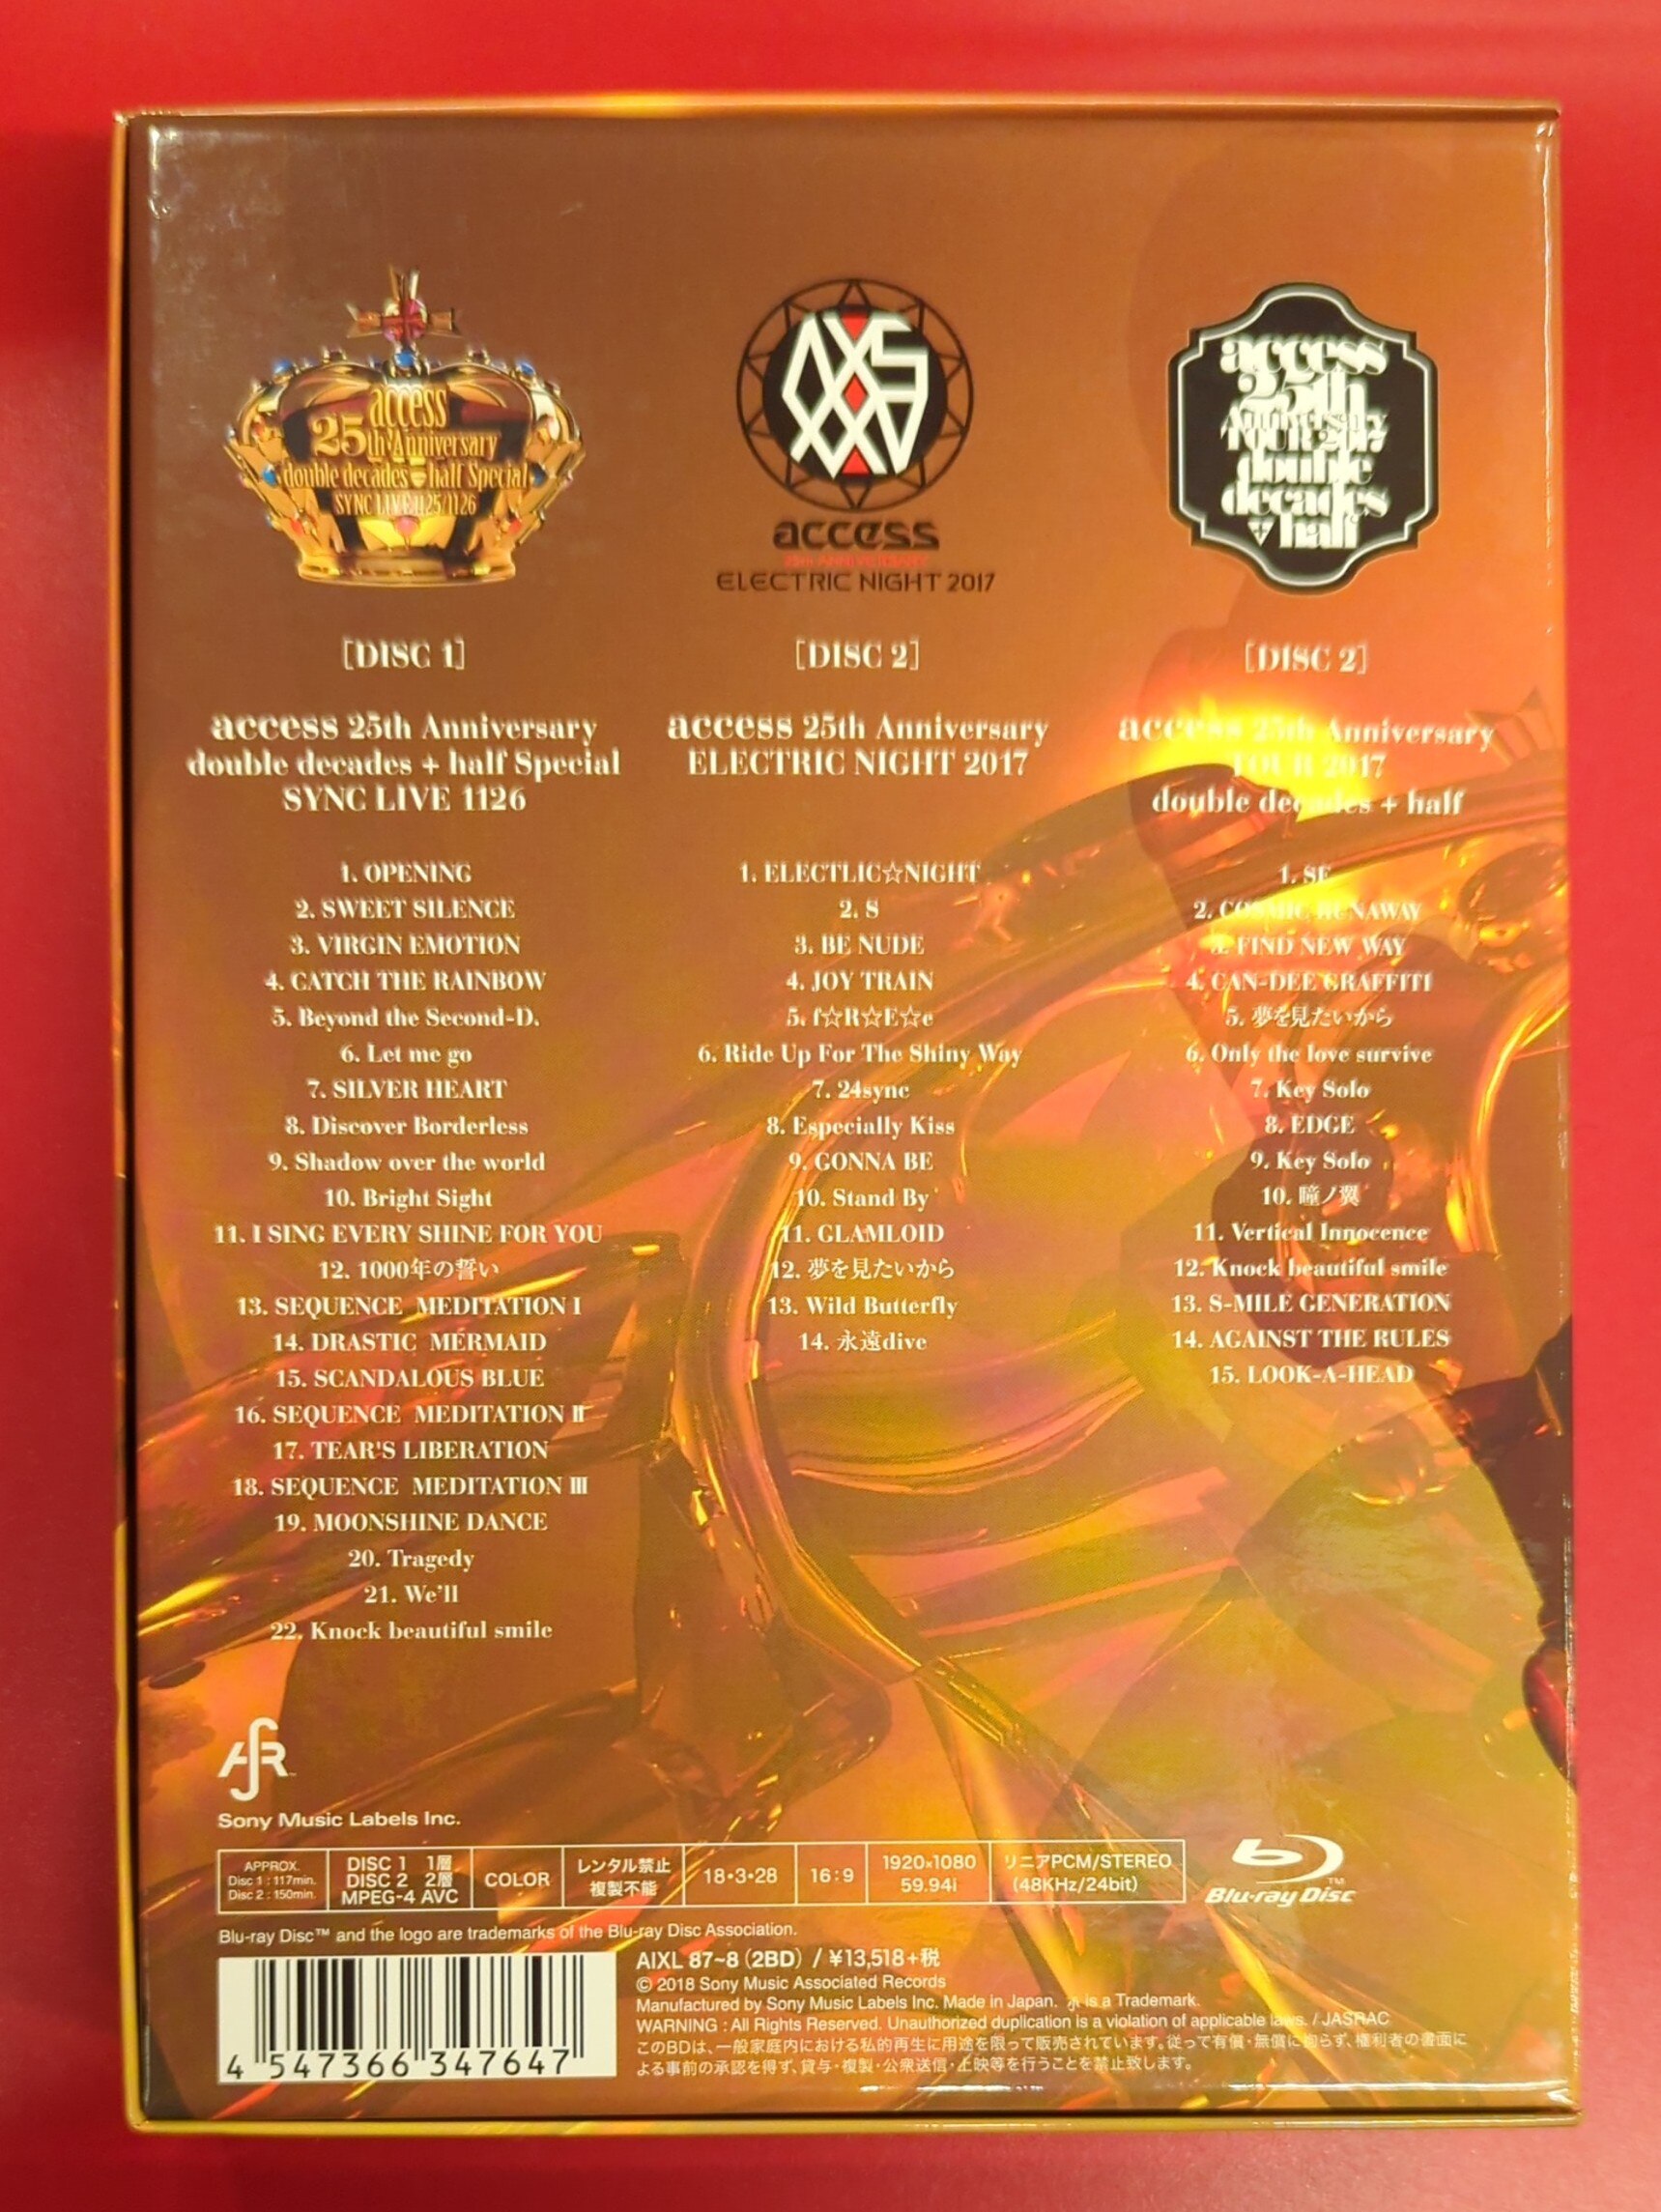 access
25th Anniversary
double decades + half Special
SYNC LIVE 1125/1126
AXS
XXV
access
25th ANNIVERSARY
ELECTRIC NIGHT 2017
access
25th
Anniversary
TOUR 2017
double
decades
+ half
[DISC 1]
access 25th Anniversary
double decades + half Special
SYNC LIVE 1126
1. OPENING
2. SWEET SILENCE
3. VIRGIN EMOTION
4. CATCH THE RAINBOW
5. Beyond the Second-D.
6. Let me go
7. SILVER HEART
8. Discover Borderless
9. Shadow over the world
10. Bright Sight
11. I SING EVERY SHINE FOR YOU
12. 1000年の誓い
13. SEQUENCE MEDITATION I
14. DRASTIC MERMAID
15. SCANDALOUS BLUE
16. SEQUENCE MEDITATION Ⅱ
17. TEAR'S LIBERATION
18. SEQUENCE MEDITATION Ⅲ
19. MOONSHINE DANCE
20. Tragedy
21. We'll
22. Knock beautiful smile
[DISC 2]
access 25th Anniversary
ELECTRIC NIGHT 2017
1. ELECTLIC☆NIGHT
2. S
3. BE NUDE
4. JOY TRAIN
5. f☆R☆E☆e
6. Ride Up For The Shiny Way
7. 24sync
8. Especially Kiss
9. GONNA BE
10. Stand By
11. GLAMLOID
12. 夢を見たいから
13. Wild Butterfly
14. 永遠dive
[DISC 2]
access 25th Anniversary
TOUR 2017
double decades + half
1. SE
2. COSMIC RUNAWAY
3. FIND NEW WAY
4. CAN-DEE GRAFFITI
5. 夢を見たいから
6. Only the love survive
7. Key Solo
8. EDGE
9. Key Solo
10. 瞳ノ翼
11. Vertical Innocence
12. Knock beautiful smile
13. S-MILE GENERATION
14. AGAINST THE RULES
15. LOOK-A-HEAD
Sony Music Labels Inc.
APPROX.
Disc 1 : 117min.
Disc 2 : 150min.
DISC 1 1層
DISC 2 2層
MPEG-4 AVC
COLOR
レンタル禁止
複製不能
18・3・28
16:9
1920×1080
59.94i
リニアPCM/STEREO
(48KHz/24bit)
Blu-ray Disc™
Blu-ray Disc™ and the logo are trademarks of the Blu-ray Disc Association.
4 547366 347647
AIXL 87~8 (2BD) / ¥13,518+税
© 2018 Sony Music Associated Records
Manufactured by Sony Music Labels Inc. Made in Japan. is a Trademark.
WARNING : All Rights Reserved. Unauthorized duplication is a violation of applicable laws. / JASRAC
このBDは、一般家庭内における私的再生に用途を限って販売されています。従って有償・無償に拘らず、権利者の書面に
よる事前の承認を得ず、貸与・複製・公衆送信・上映等を行うことを禁止致します。